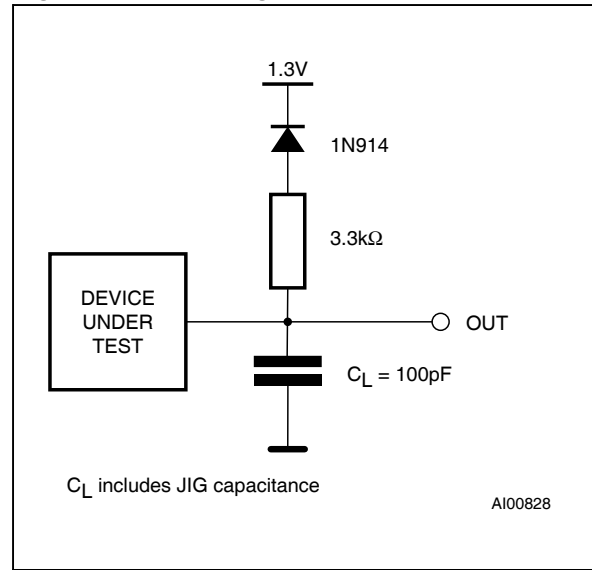 1.3V
1N914
3.3kΩ
DEVICE
UNDER
TEST
OUT
CL = 100pF
CL includes JIG capacitance
AI00828